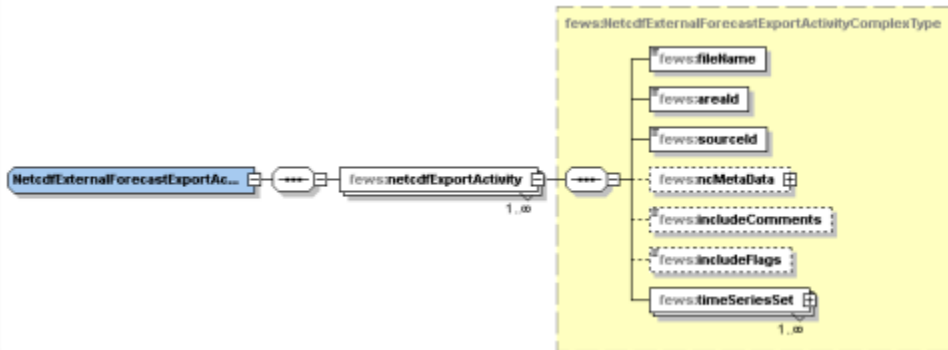 fews:NetcdfExternalForecastExportActivityComplexType
fews:fileName
fews:areaId
fews:sourceId
NetcdfExternalForecastExportAc...
fews:netcdfExportActivity
fews:ncMetaData
1..∞
fews:includeComments
fews:includeFlags
fews:timeSeriesSet
1..∞